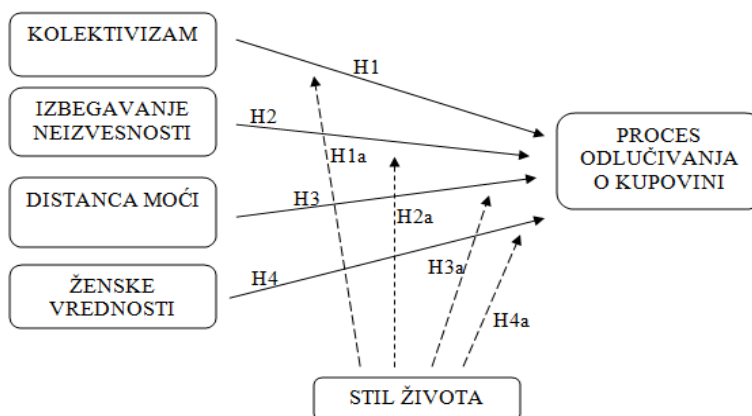 KOLEKTIVIZAM
H1
IZBEGAVANJE
NEIZVESNOSTI
H2
H1a
PROCES
ODLUČIVANJA
O KUPOVINI
DISTANCA MOĆI
H3
H2a
ŽENSKE
VREDNOSTI
H4
H3a
H4a
STIL ŽIVOTA